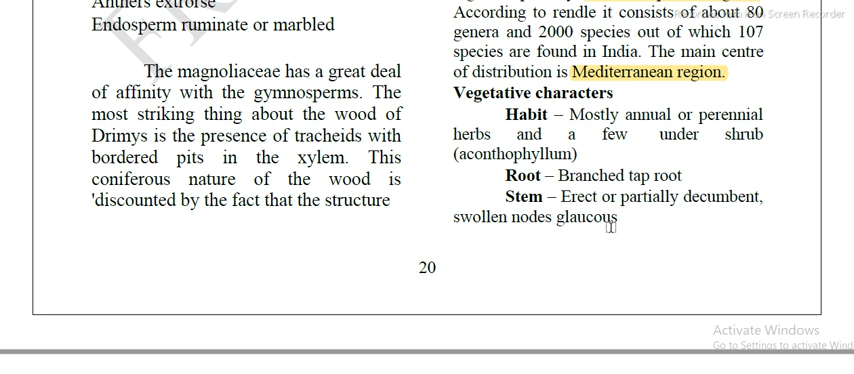 Anthers extrorse
Endosperm ruminate or marbled
The magnoliaceae has a great deal
of affinity with the gymnosperms. The
most striking thing about the wood of
Drimys is the presence of tracheids with
bordered pits in the xylem. This
coniferous nature of the wood is
'discounted by the fact that the structure
According to rendle it consists of about 80
genera and 2000 species out of which 107
species are found in India. The main centre
of distribution is Mediterranean region.
Vegetative characters
Habit – Mostly annual or perennial
herbs and a few under shrub
(aconthophyllum)
Root – Branched tap root
Stem – Erect or partially decumbent,
swollen nodes glaucous
20
Screen Recorder
Activate Windows
Go to Settings to activate Wind